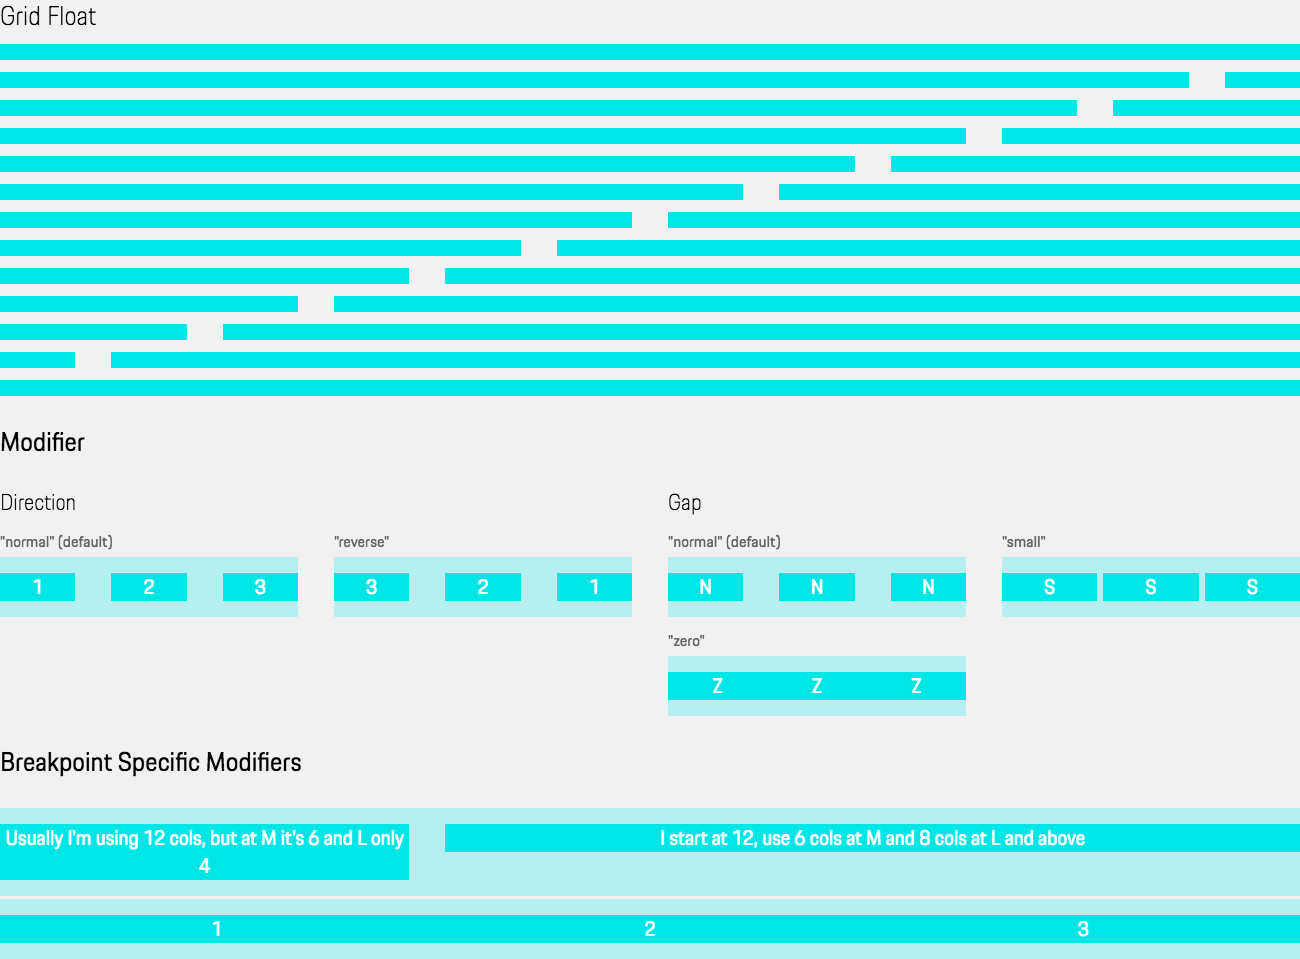 Grid Float
Modifier
Direction
Gap
"normal" (default)
"reverse"
"normal" (default)
"small"
1 2 3
3 2 1
N N N
S S S
"zero"
Z Z Z
Breakpoint Specific Modifiers
Usually I'm using 12 cols, but at M it's 6 and L only
4
I start at 12, use 6 cols at M and 8 cols at L and above
1 2 3